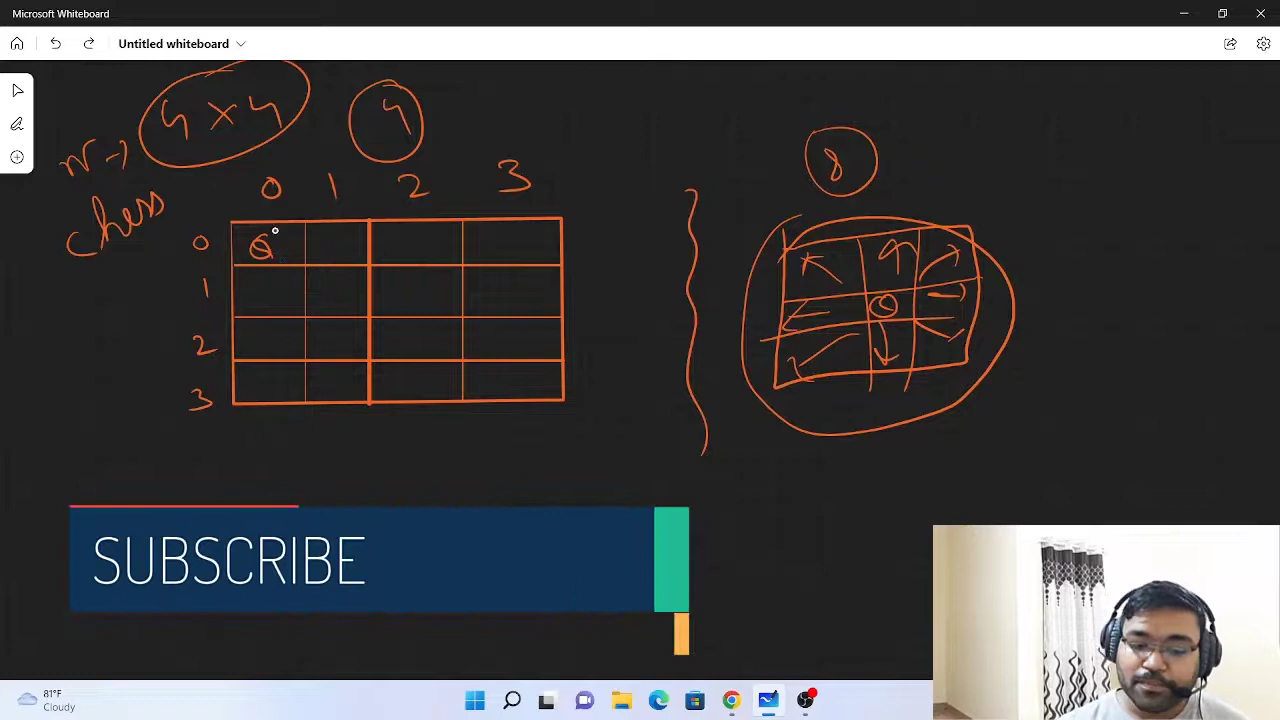 Microsoft Whiteboard
Untitled whiteboard
4 x 4
4
n →
chess
8
0 1 2 3
0 Q
1
2
3
Q
SUBSCRIBE
81°F
Cloudy